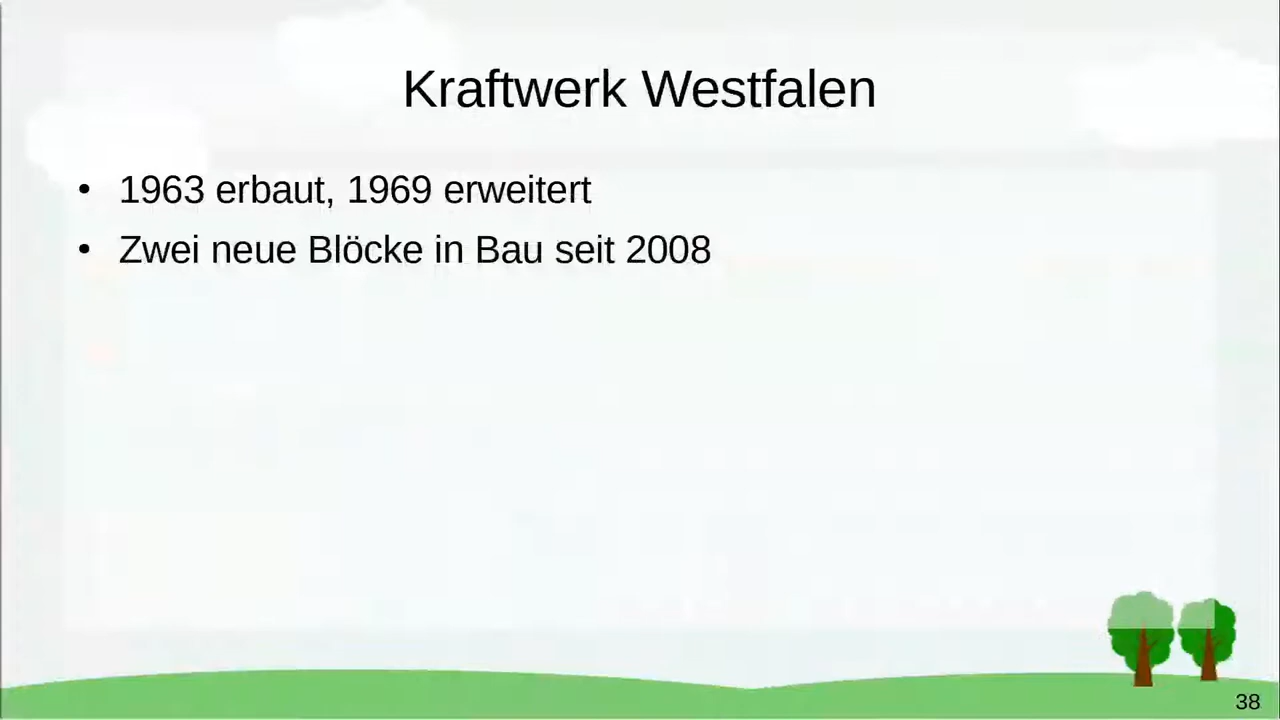 Kraftwerk Westfalen
• 1963 erbaut, 1969 erweitert
• Zwei neue Blöcke in Bau seit 2008
38